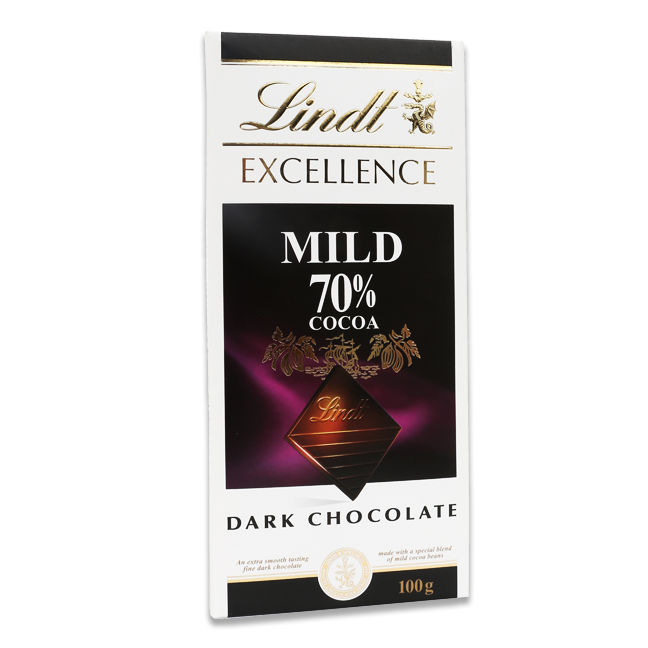 Lindt
EXCELLENCE
MILD
70%
COCOA
Lindt
DARK CHOCOLATE
An extra smooth tasting
fine dark chocolate
made with a special blend
of mild cocoa beans
100g